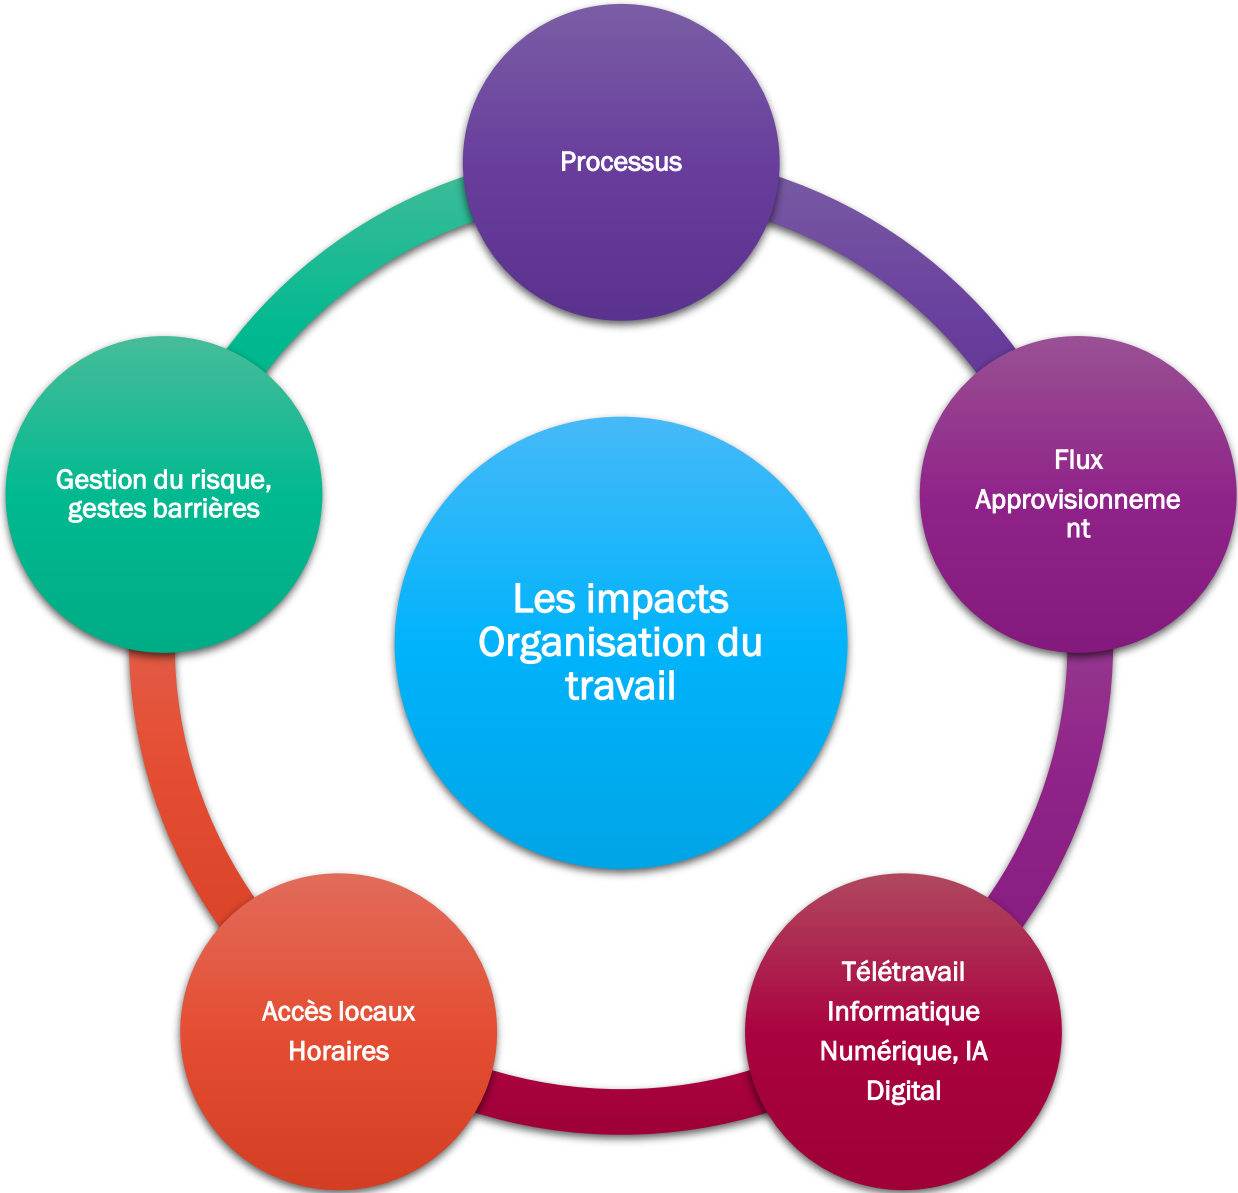 Processus
Flux
Approvisionneme
nt
Gestion du risque,
gestes barrières
Les impacts
Organisation du
travail
Télétravail
Informatique
Numérique, IA
Digital
Accès locaux
Horaires